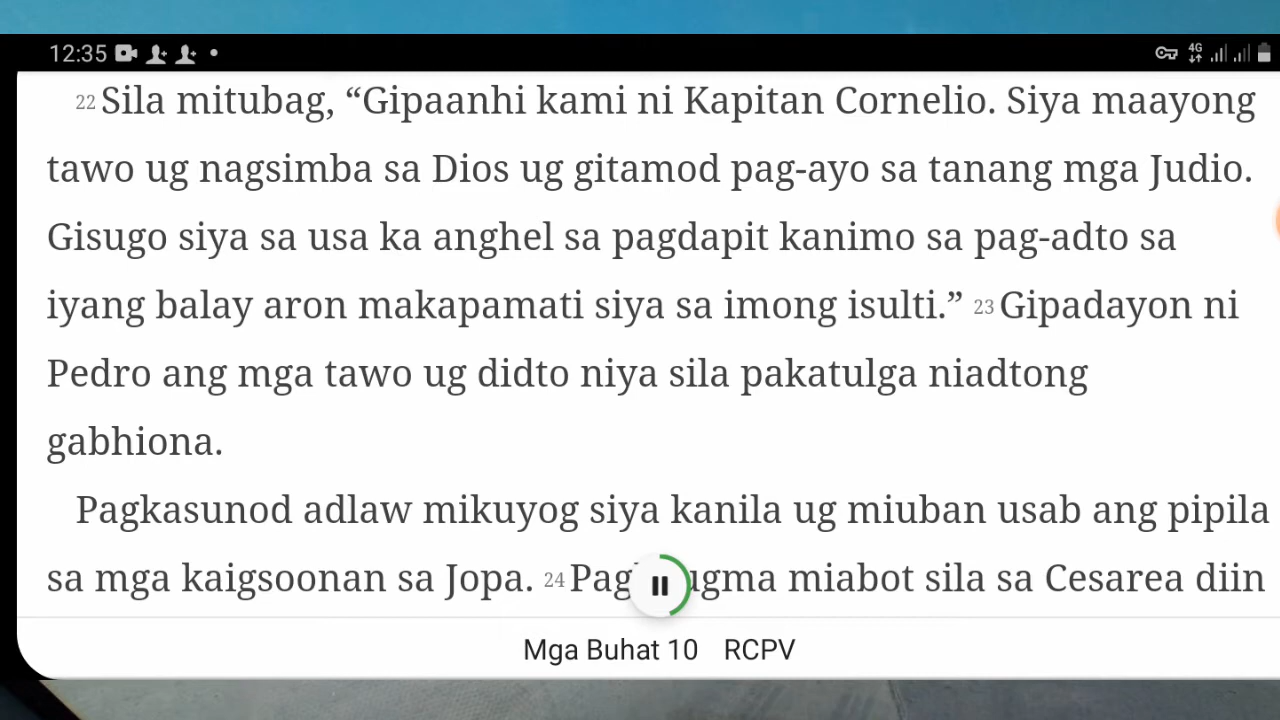 12:35
4G
22 Sila mitubag, “Gipaanhi kami ni Kapitan Cornelio. Siya maayong
tawo ug nagsimba sa Dios ug gitamod pag-ayo sa tanang mga Judio.
Gisugo siya sa usa ka anghel sa pagdapit kanimo sa pag-adto sa
iyang balay aron makapamati siya sa imong isulti.” 23 Gipadayon ni
Pedro ang mga tawo ug didto niya sila pakatulga niadtong
gabhiona.
Pagkasunod adlaw mikuyog siya kanila ug miuban usab ang pipila
sa mga kaigsoonan sa Jopa. 24 miabot sila sa Cesarea diin
Mga Buhat 10 RCPV